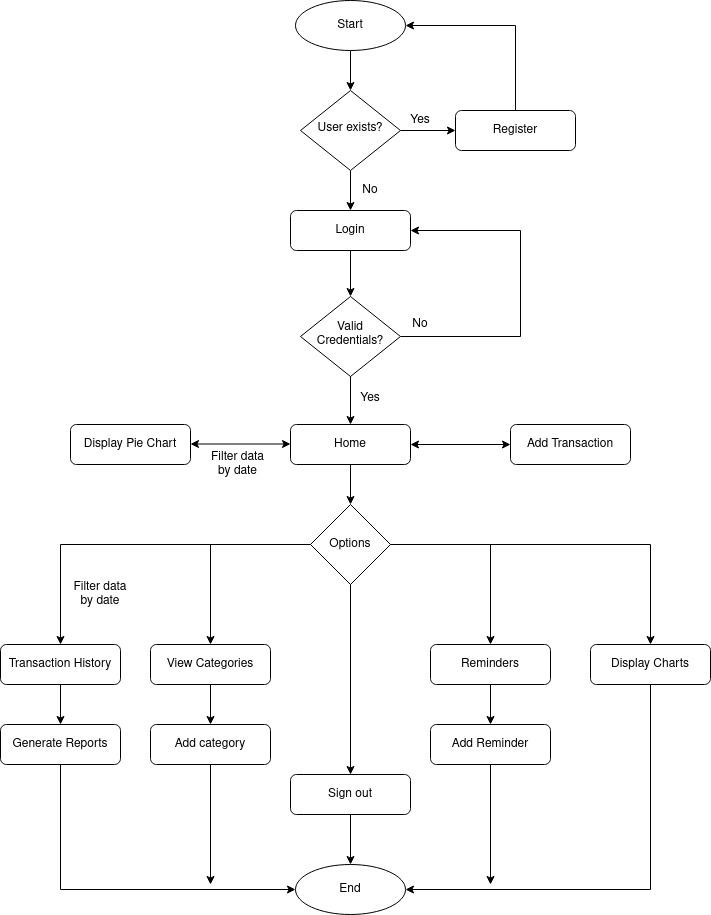 Start
User exists?
Yes
Register
No
Login
Valid
Credentials?
No
Yes
Display Pie Chart
Filter data
by date
Home
Add Transaction
Options
Filter data
by date
Transaction History
View Categories
Reminders
Display Charts
Generate Reports
Add category
Add Reminder
Sign out
End